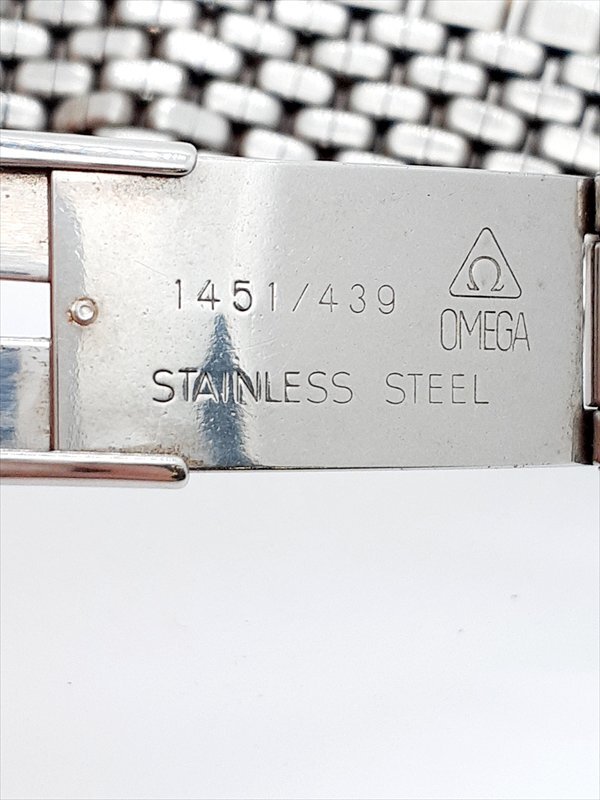 1451/439
Ω
OMEGA
STAINLESS STEEL